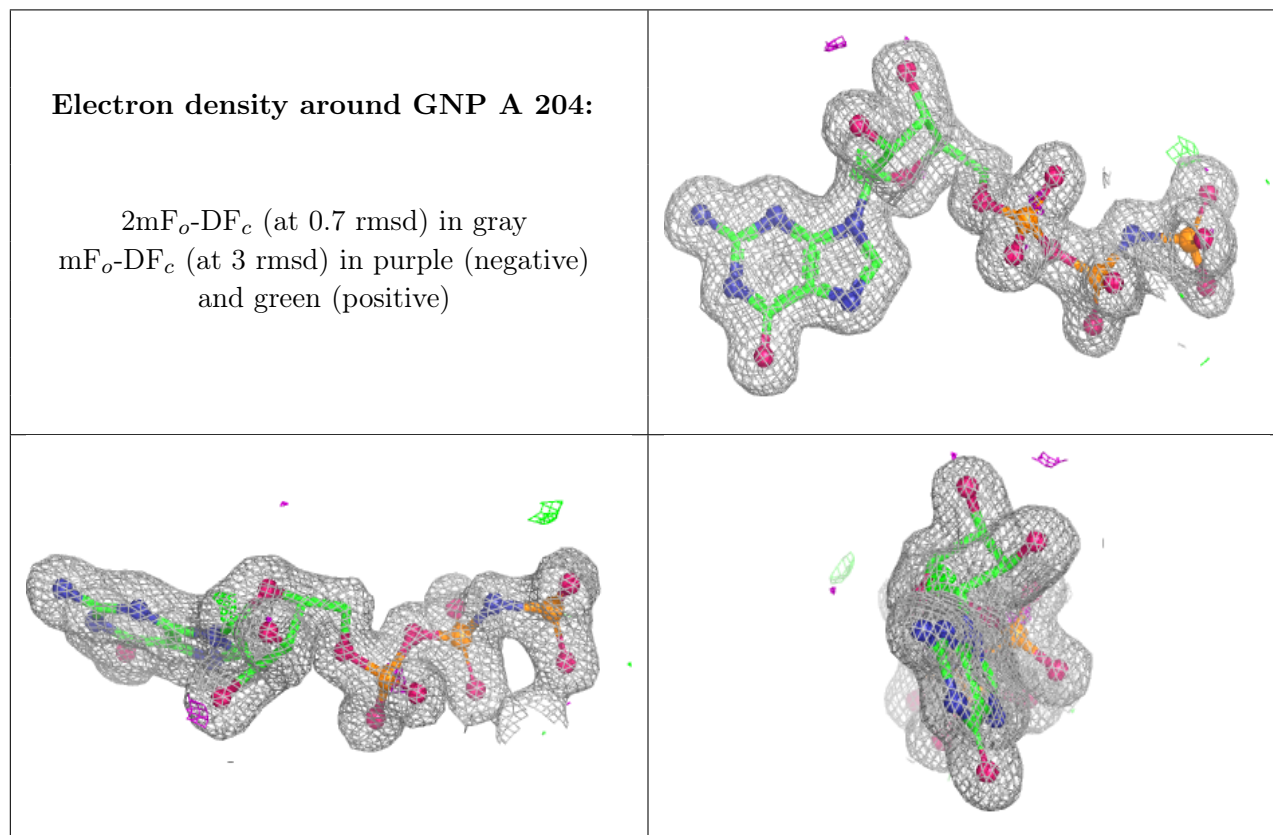 Electron density around GNP A 204:
2mFo-DFc (at 0.7 rmsd) in gray
mFo-DFc (at 3 rmsd) in purple (negative)
and green (positive)